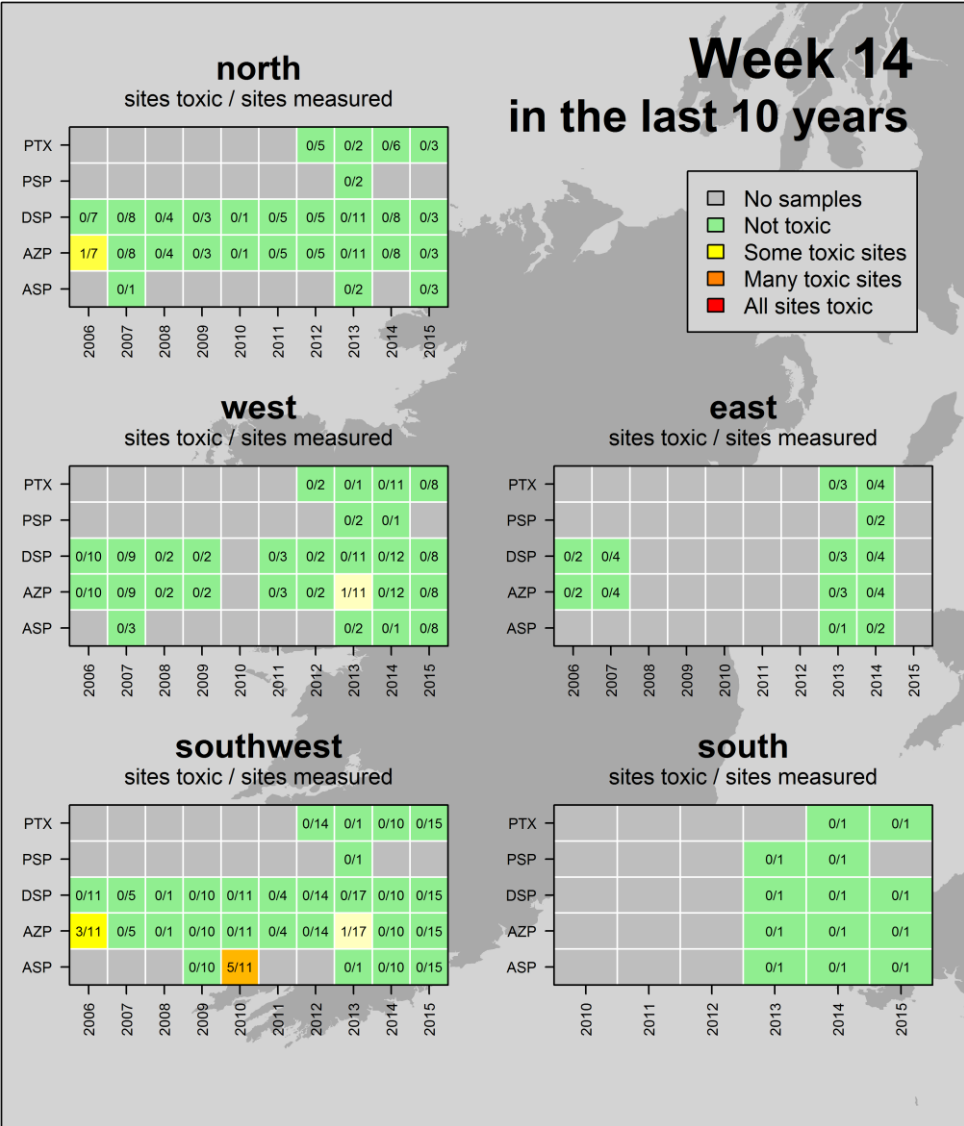 Week 14
in the last 10 years
No samples
Not toxic
Some toxic sites
Many toxic sites
All sites toxic
north
sites toxic / sites measured
PTX 0/5 0/2 0/6 0/3
PSP 0/2
DSP 0/7 0/8 0/4 0/3 0/1 0/5 0/5 0/11 0/8 0/3
AZP 1/7 0/8 0/4 0/3 0/1 0/5 0/5 0/11 0/8 0/3
ASP 0/1 0/2 0/3
2006 2007 2008 2009 2010 2011 2012 2013 2014 2015
west
sites toxic / sites measured
PTX 0/2 0/1 0/11 0/8
PSP 0/2 0/1
DSP 0/10 0/9 0/2 0/2 0/3 0/2 0/11 0/12 0/8
AZP 0/10 0/9 0/2 0/2 0/3 0/2 1/11 0/12 0/8
ASP 0/3 0/2 0/1 0/8
2006 2007 2008 2009 2010 2011 2012 2013 2014 2015
east
sites toxic / sites measured
PTX 0/3 0/4
PSP 0/2
DSP 0/2 0/4 0/3 0/4
AZP 0/2 0/4 0/3 0/4
ASP 0/1 0/2
2006 2007 2008 2009 2010 2011 2012 2013 2014 2015
southwest
sites toxic / sites measured
PTX 0/14 0/1 0/10 0/15
PSP 0/1
DSP 0/11 0/5 0/1 0/10 0/11 0/4 0/14 0/17 0/10 0/15
AZP 3/11 0/5 0/1 0/10 0/11 0/4 0/14 1/17 0/10 0/15
ASP 0/10 5/11 0/1 0/10 0/15
2006 2007 2008 2009 2010 2011 2012 2013 2014 2015
south
sites toxic / sites measured
PTX 0/1 0/1
PSP 0/1 0/1
DSP 0/1 0/1 0/1
AZP 0/1 0/1 0/1
ASP 0/1 0/1 0/1
2010 2011 2012 2013 2014 2015